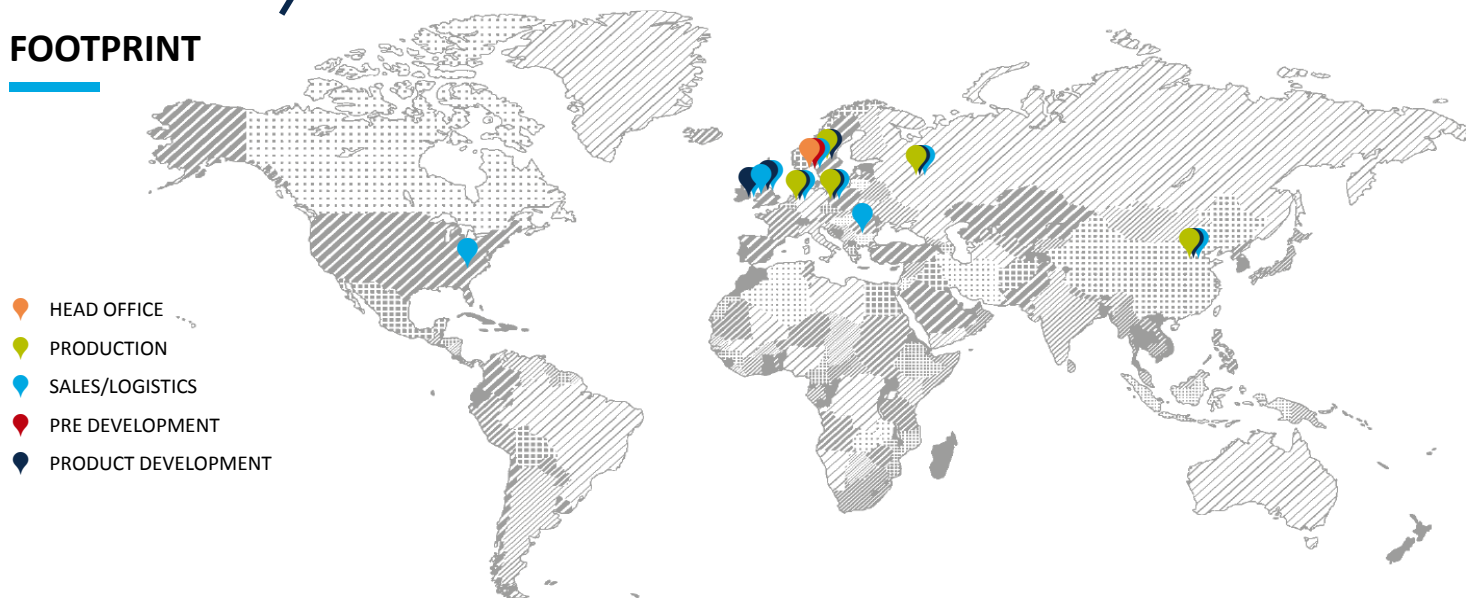 FOOTPRINT
HEAD OFFICE
PRODUCTION
SALES/LOGISTICS
PRE DEVELOPMENT
PRODUCT DEVELOPMENT